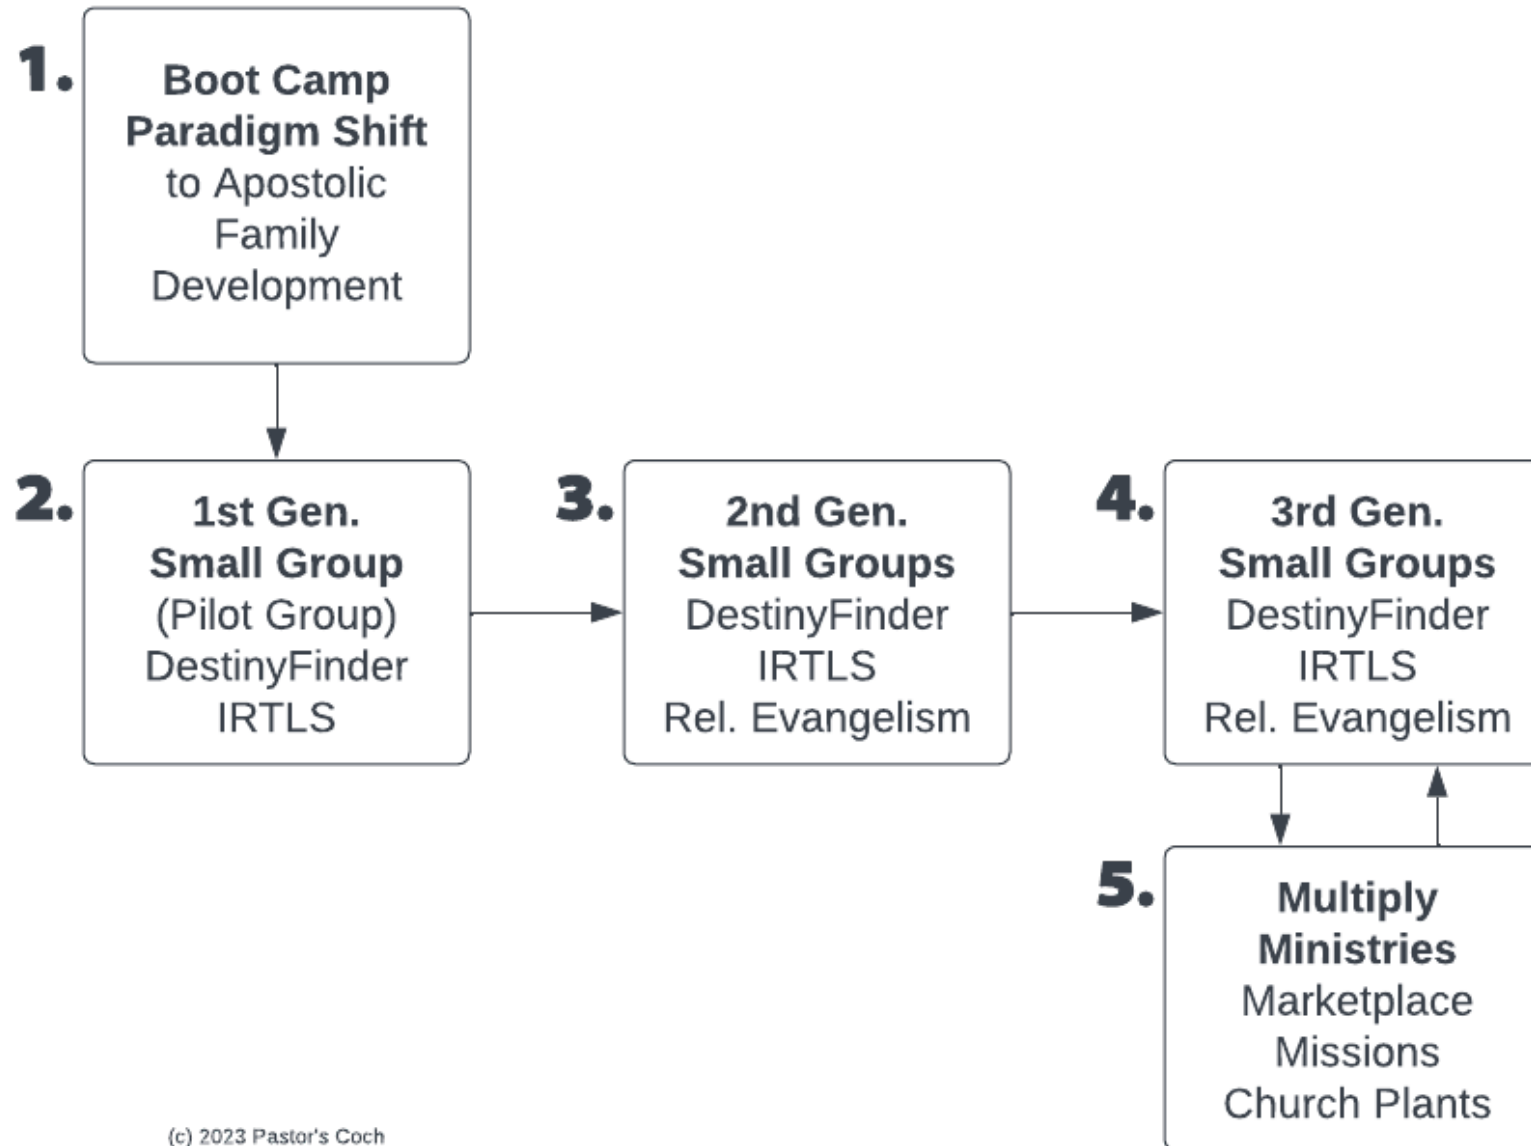 1.
Boot Camp
Paradigm Shift
to Apostolic
Family
Development
2.
1st Gen.
Small Group
(Pilot Group)
DestinyFinder
IRTLS
3.
2nd Gen.
Small Groups
DestinyFinder
IRTLS
Rel. Evangelism
4.
3rd Gen.
Small Groups
DestinyFinder
IRTLS
Rel. Evangelism
5.
Multiply
Ministries
Marketplace
Missions
Church Plants
(c) 2023 Pastor's Coch